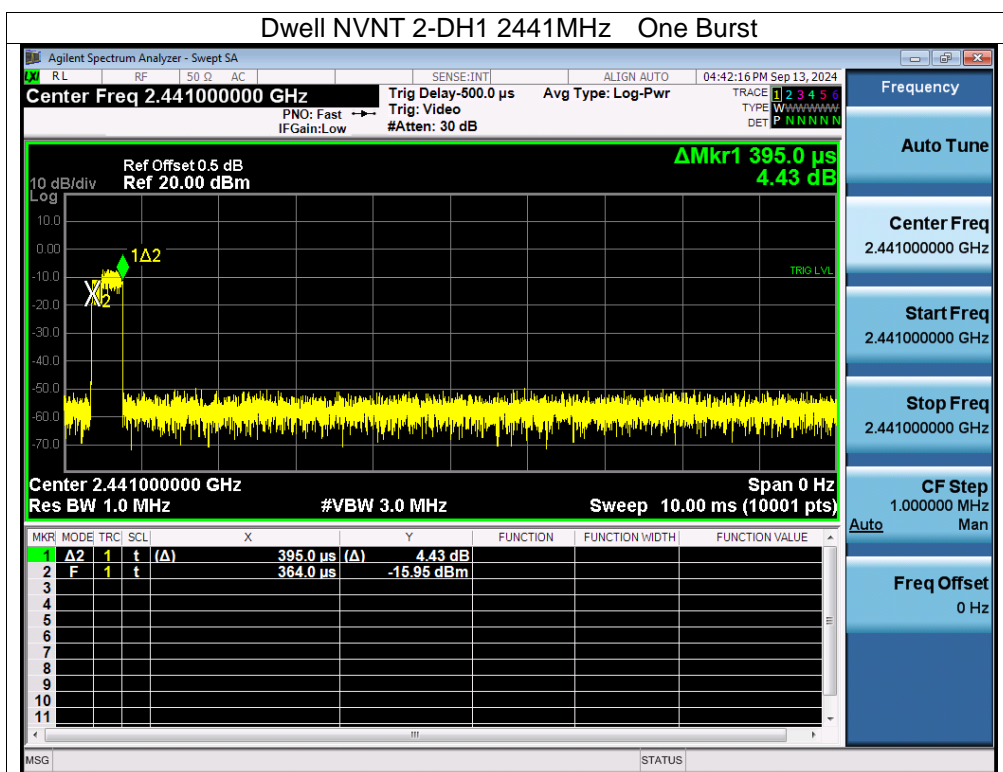 Dwell NVNT 2-DH1 2441MHz One Burst
Agilent Spectrum Analyzer - Swept SA
LXI RL RF 50 Ω AC SENSE:INT ALIGN AUTO 04:42:16 PM Sep 13, 2024
Center Freq 2.441000000 GHz
PNO: Fast
IFGain:Low
Trig Delay-500.0 µs
Trig: Video
#Atten: 30 dB
Avg Type: Log-Pwr
TRACE 1 2 3 4 5 6
TYPE WWWWWW
DET P N N N N N
ΔMkr1 395.0 µs
4.43 dB
Ref Offset 0.5 dB
10 dB/div Ref 20.00 dBm
Log
10.0
0.00
-10.0
-20.0
-30.0
-40.0
-50.0
-60.0
-70.0
1Δ2
2
TRIG LVL
Center 2.441000000 GHz Span 0 Hz
Res BW 1.0 MHz #VBW 3.0 MHz Sweep 10.00 ms (10001 pts)
MKR MODE TRC SCL X Y FUNCTION FUNCTION WIDTH FUNCTION VALUE
1 Δ2 1 t (Δ) 395.0 µs (Δ) 4.43 dB
2 F 1 t 364.0 µs -15.95 dBm
3
4
5
6
7
8
9
10
11
MSG STATUS
Frequency
Auto Tune
Center Freq
2.441000000 GHz
Start Freq
2.441000000 GHz
Stop Freq
2.441000000 GHz
CF Step
1.000000 MHz
Auto Man
Freq Offset
0 Hz